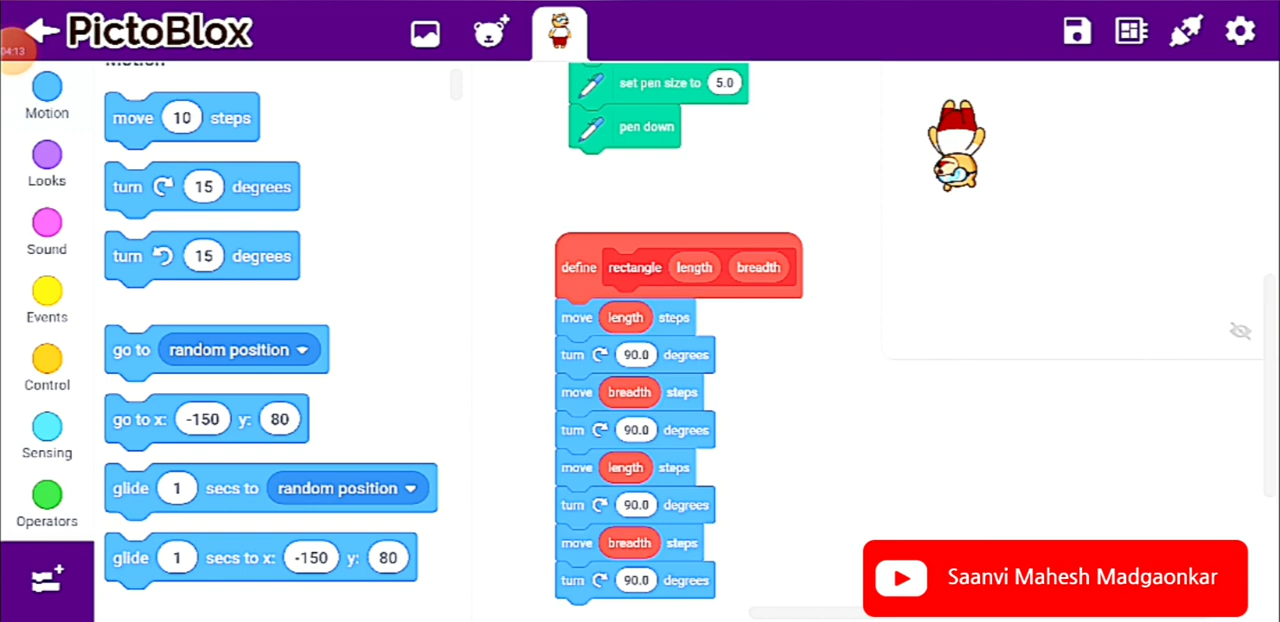 PictoBlox
04:13
Motion
Looks
Sound
Events
Control
Sensing
Operators
Motion
move 10 steps
turn 15 degrees
turn 15 degrees
go to random position
go to x: -150 y: 80
glide 1 secs to random position
glide 1 secs to x: -150 y: 80
set pen size to 5.0
pen down
define rectangle length breadth
move length steps
turn 90.0 degrees
move breadth steps
turn 90.0 degrees
move length steps
turn 90.0 degrees
move breadth steps
turn 90.0 degrees
Saanvi Mahesh Madgaonkar